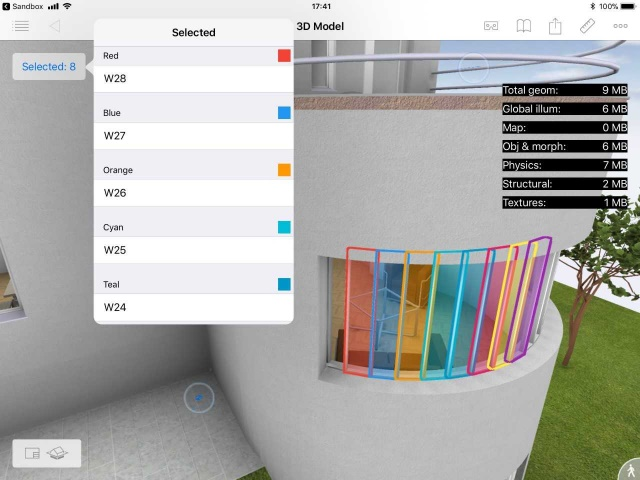 Sandbox
17:41
100%
3D Model
Selected: 8
Selected
Red
W28
Blue
W27
Orange
W26
Cyan
W25
Teal
W24
Total geom: 9 MB
Global illum: 6 MB
Map: 0 MB
Obj & morph: 6 MB
Physics: 7 MB
Structural: 2 MB
Textures: 1 MB